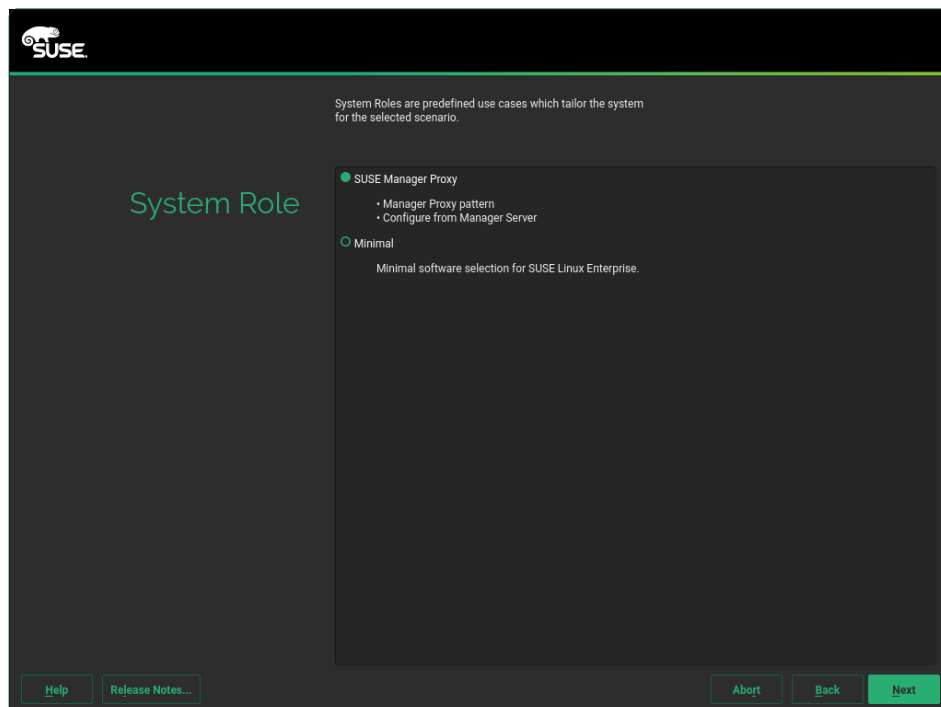 SUSE.
System Roles are predefined use cases which tailor the system
for the selected scenario.
System Role
SUSE Manager Proxy
• Manager Proxy pattern
• Configure from Manager Server
Minimal
Minimal software selection for SUSE Linux Enterprise.
Help
Release Notes...
Abort
Back
Next